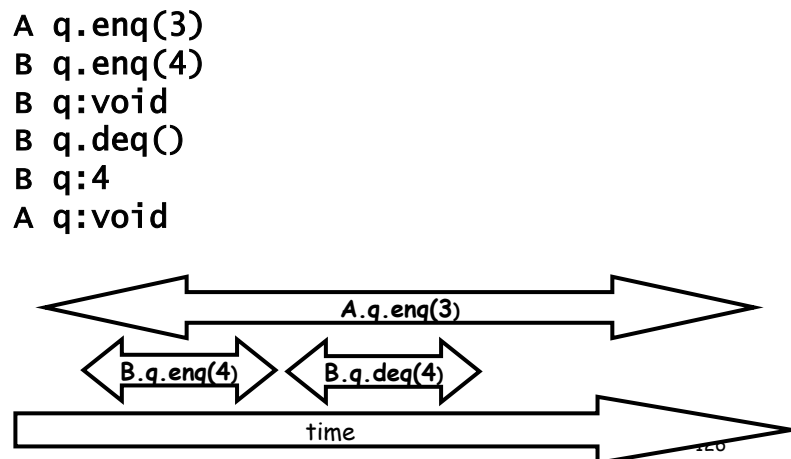 A q.enq(3)
B q.enq(4)
B q:void
B q.deq()
B q:4
A q:void
A.q.enq(3)
B.q.enq(4) B.q.deq(4)
time